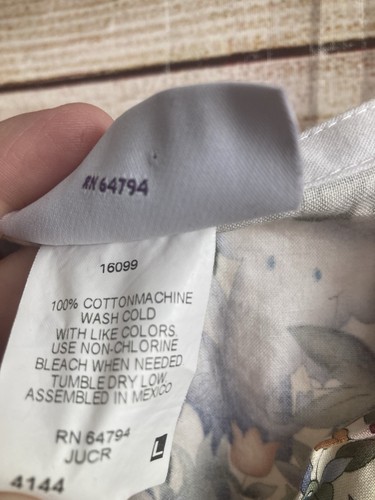 RN 64794
16099
100% COTTONMACHINE
WASH COLD
WITH LIKE COLORS.
USE NON-CHLORINE
BLEACH WHEN NEEDED
TUMBLE DRY LOW.
ASSEMBLED IN MEXICO
RN 64794
JUCR
L
4144